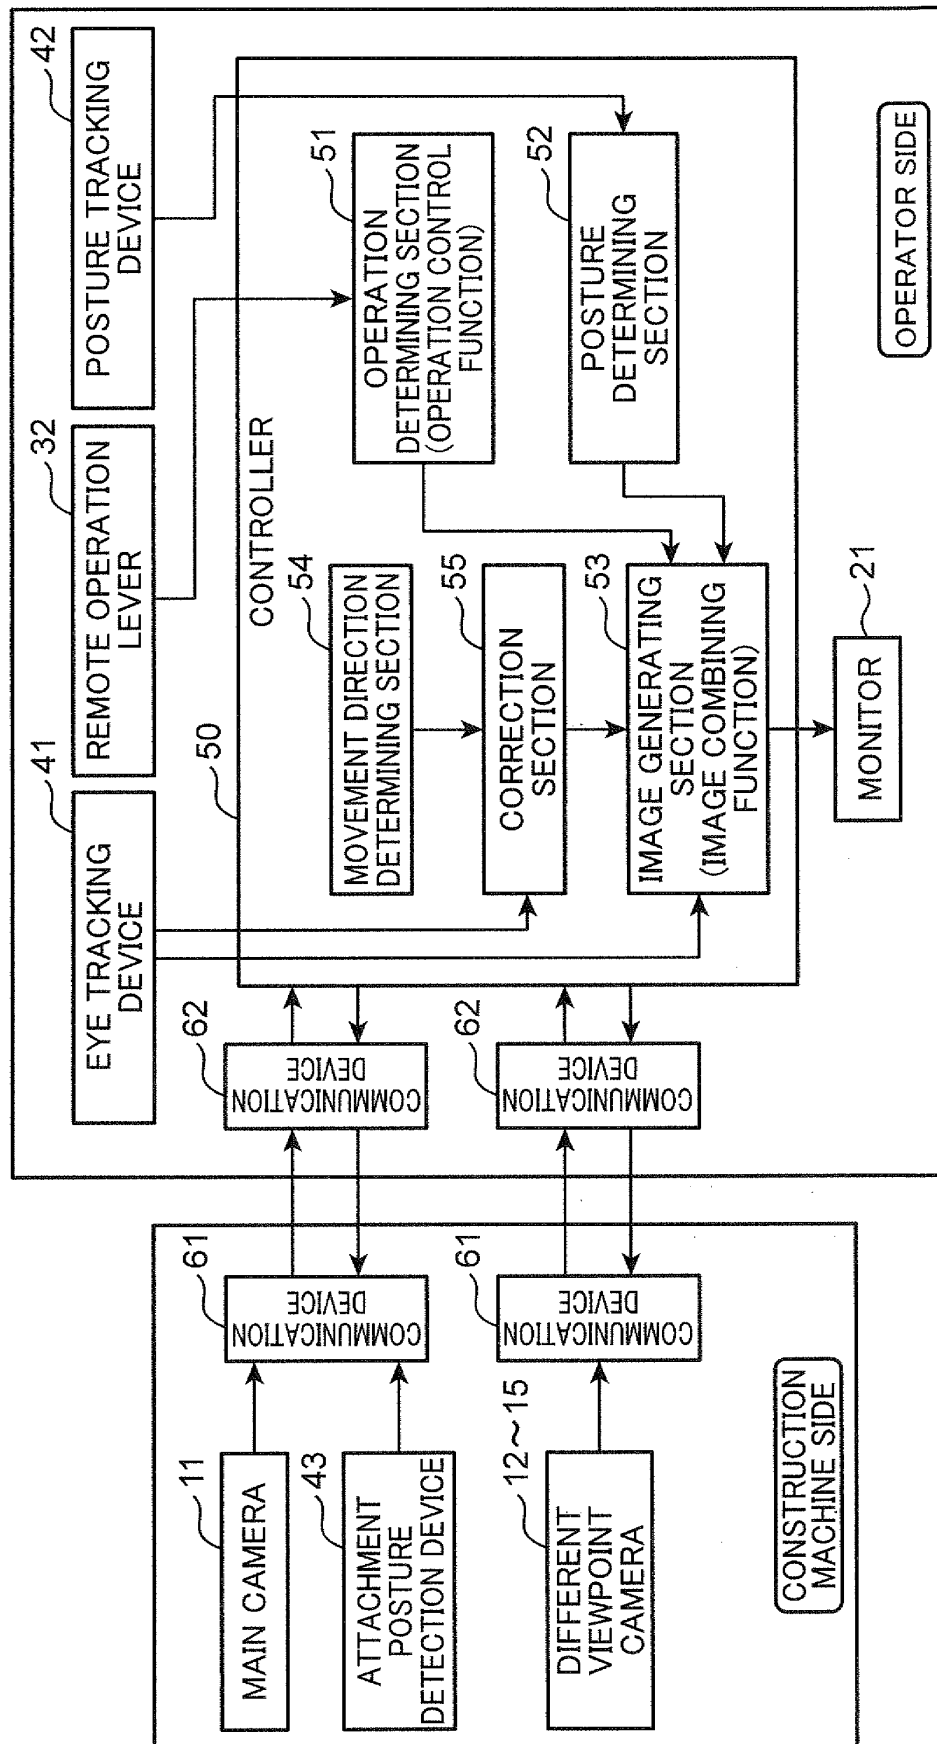 11
MAIN CAMERA
43
ATTACHMENT
POSTURE
DETECTION DEVICE
12～15
DIFFERENT
VIEWPOINT
CAMERA
CONSTRUCTION
MACHINE SIDE
61
COMMUNICATION
DEVICE
61
COMMUNICATION
DEVICE
62
COMMUNICATION
DEVICE
62
COMMUNICATION
DEVICE
41
EYE TRACKING
DEVICE
32
REMOTE OPERATION
LEVER
42
POSTURE TRACKING
DEVICE
50
CONTROLLER
54
MOVEMENT DIRECTION
DETERMINING SECTION
55
CORRECTION
SECTION
53
IMAGE GENERATING
SECTION
(IMAGE COMBINING
FUNCTION)
51
OPERATION
DETERMINING SECTION
(OPERATION CONTROL
FUNCTION)
52
POSTURE
DETERMINING
SECTION
21
MONITOR
OPERATOR SIDE